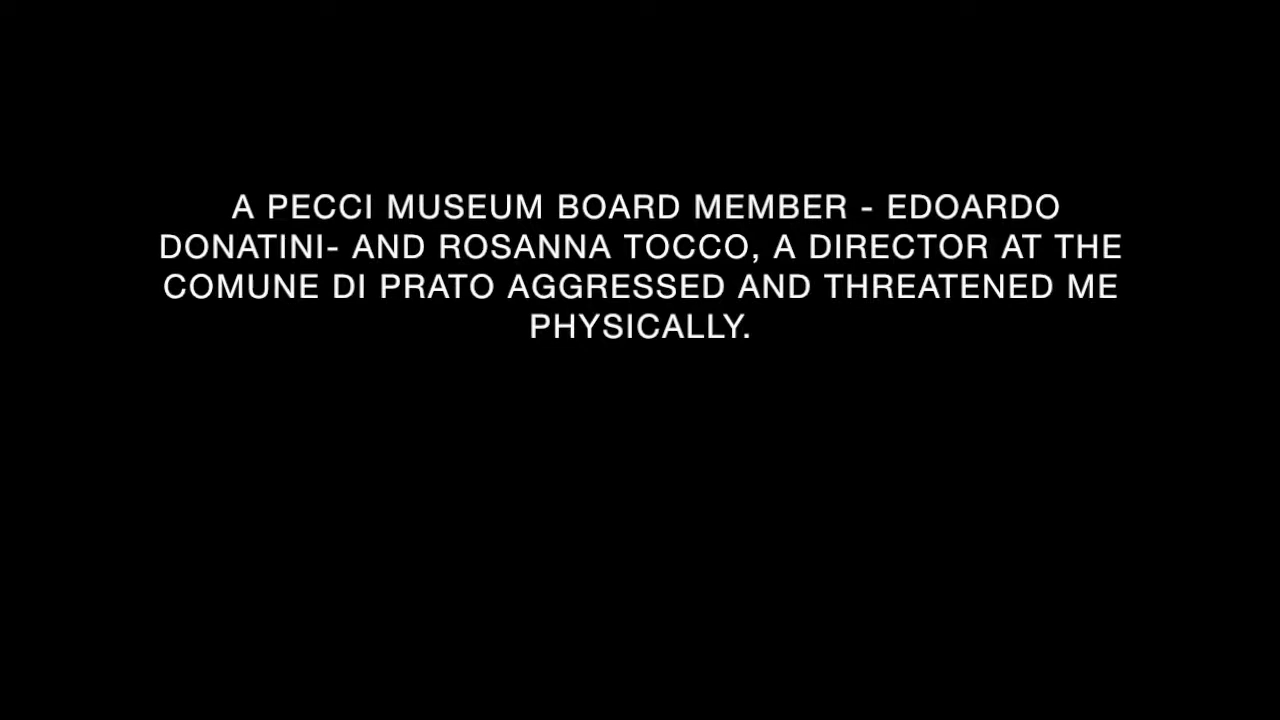 A PECCI MUSEUM BOARD MEMBER - EDOARDO
DONATINI- AND ROSANNA TOCCO, A DIRECTOR AT THE
COMUNE DI PRATO AGGRESSED AND THREATENED ME
PHYSICALLY.